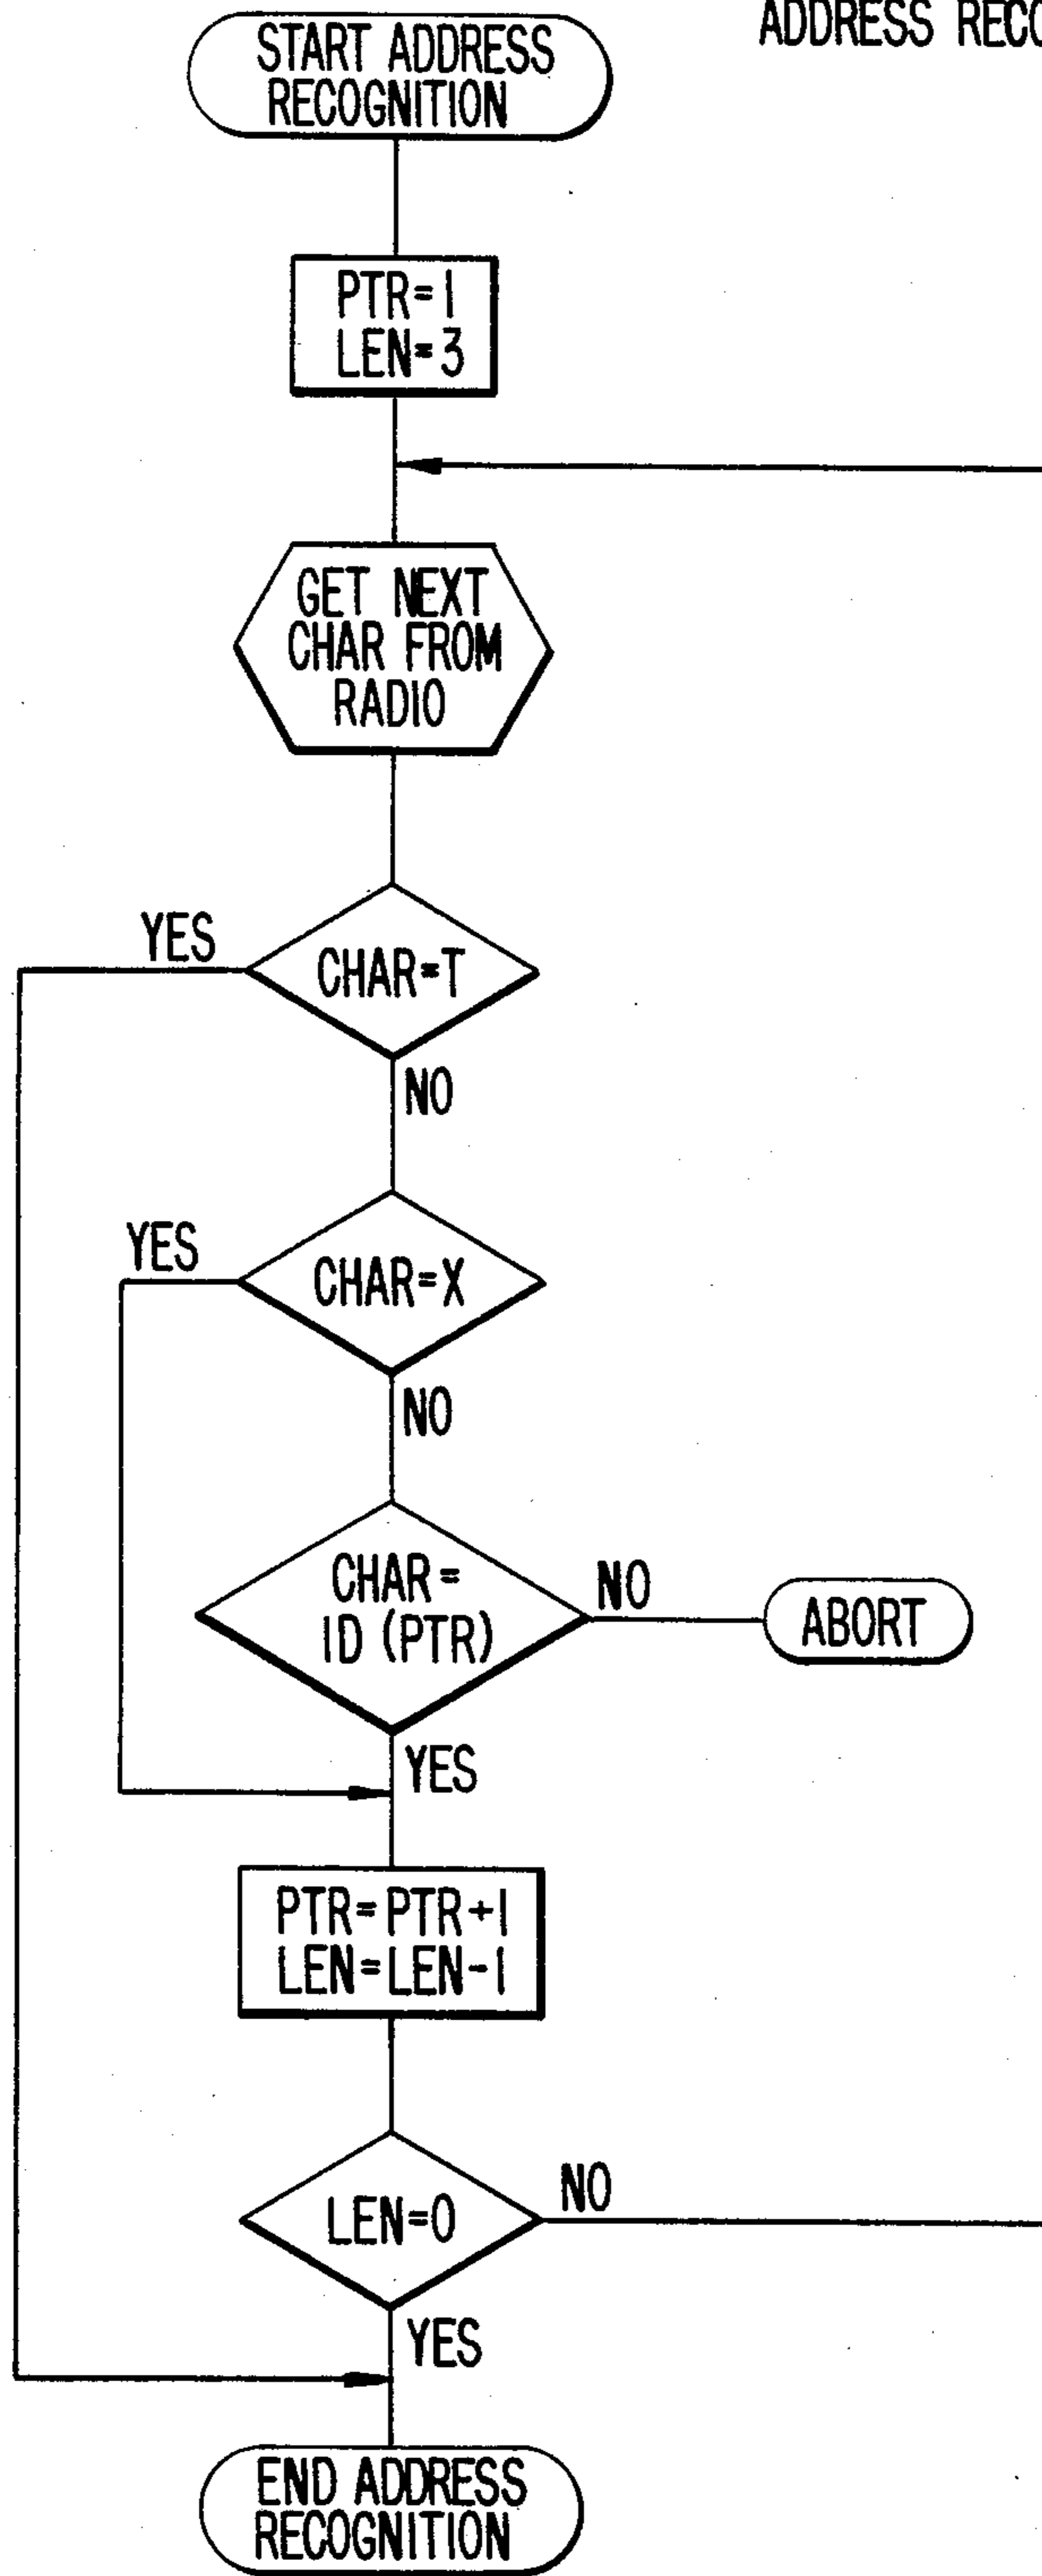 ADDRESS RECO
START ADDRESS
RECOGNITION
PTR=1
LEN=3
GET NEXT
CHAR FROM
RADIO
YES
CHAR=T
NO
YES
CHAR=X
NO
CHAR=
ID (PTR)
NO
ABORT
YES
PTR=PTR+1
LEN=LEN-1
LEN=0
NO
YES
END ADDRESS
RECOGNITION